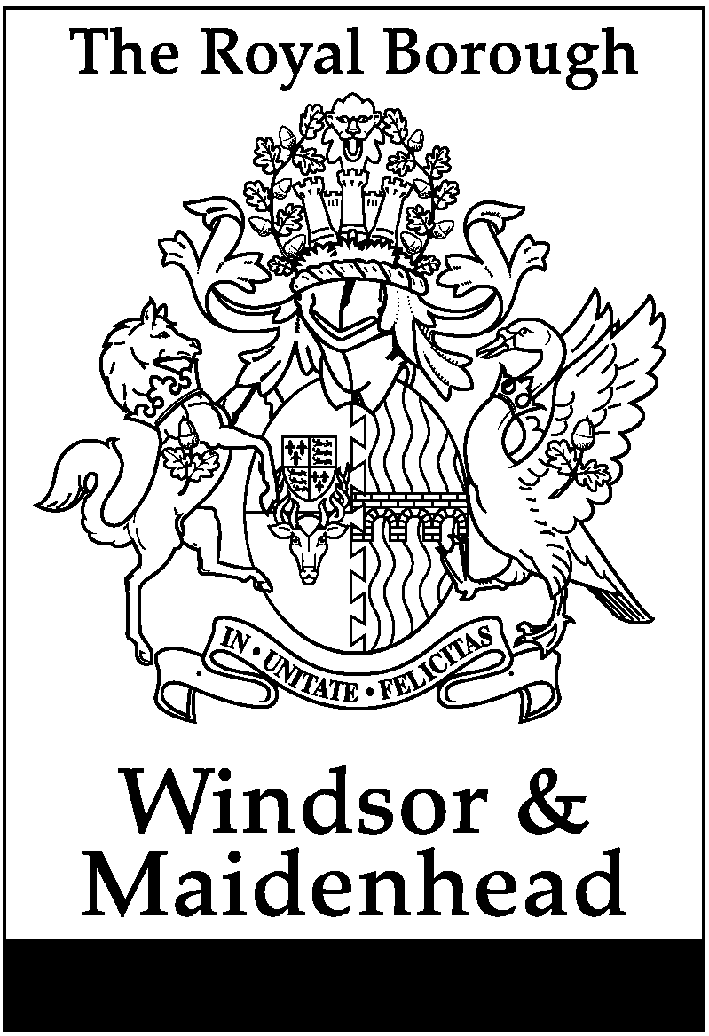 The Royal Borough
IN · UNITATE · FELICITAS
Windsor &
Maidenhead